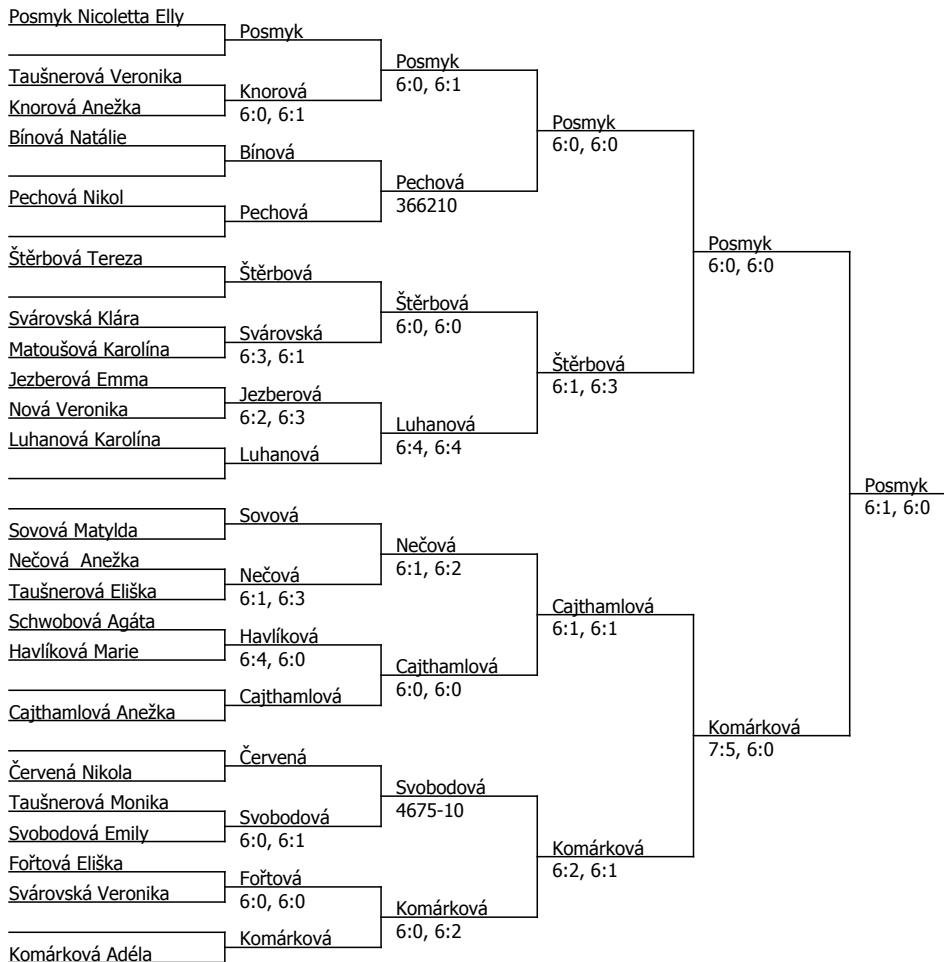 Posmyk Nicoletta Elly
Posmyk
Taušnerová Veronika
Posmyk
6:0, 6:1
Knorová Anežka
Knorová
6:0, 6:1
Bínová Natálie
Posmyk
6:0, 6:0
Bínová
Pechová Nikol
Pechová
366210
Pechová
Štěrbová Tereza
Posmyk
6:0, 6:0
Štěrbová
Svárovská Klára
Štěrbová
6:0, 6:0
Matoušová Karolína
Svárovská
6:3, 6:1
Jezberová Emma
Štěrbová
6:1, 6:3
Nová Veronika
Jezberová
6:2, 6:3
Luhanová Karolína
Luhanová
6:4, 6:4
Luhanová
Posmyk
6:1, 6:0
Sovová Matylda
Sovová
Nečová  Anežka
Nečová
6:1, 6:2
Taušnerová Eliška
Nečová
6:1, 6:3
Schwobová Agáta
Cajthamlová
6:1, 6:1
Havlíková Marie
Havlíková
6:4, 6:0
Cajthamlová
6:0, 6:0
Cajthamlová Anežka
Cajthamlová
Komárková
7:5, 6:0
Červená Nikola
Červená
Taušnerová Monika
Svobodová
4675-10
Svobodová Emily
Svobodová
6:0, 6:1
Fořtová Eliška
Komárková
6:2, 6:1
Svárovská Veronika
Fořtová
6:0, 6:0
Komárková
6:0, 6:2
Komárková Adéla
Komárková